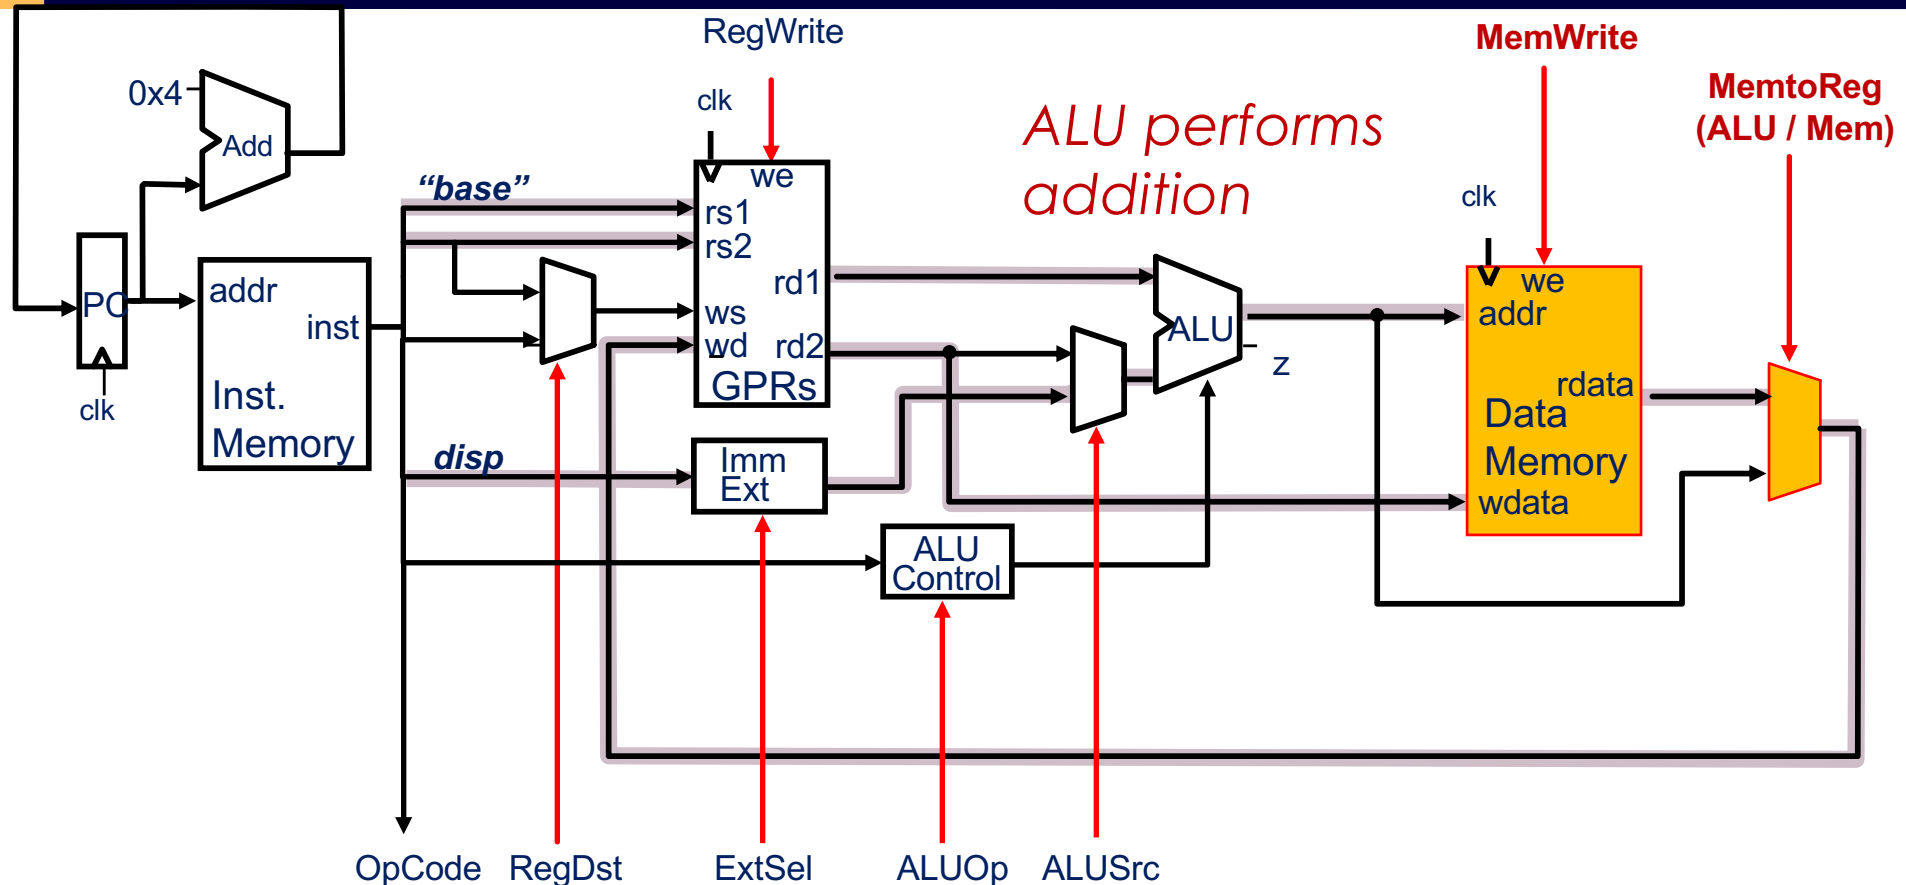 RegWrite
MemWrite
MemtoReg
(ALU / Mem)
0x4
Add
clk
ALU performs
addition
“base”
we
rs1
rs2
rd1
ws
wd
rd2
GPRs
clk
we
addr
rdata
Data
Memory
wdata
PC
clk
addr
inst
Inst.
Memory
ALU
z
disp
Imm
Ext
ALU
Control
OpCode
RegDst
ExtSel
ALUOp
ALUSrc